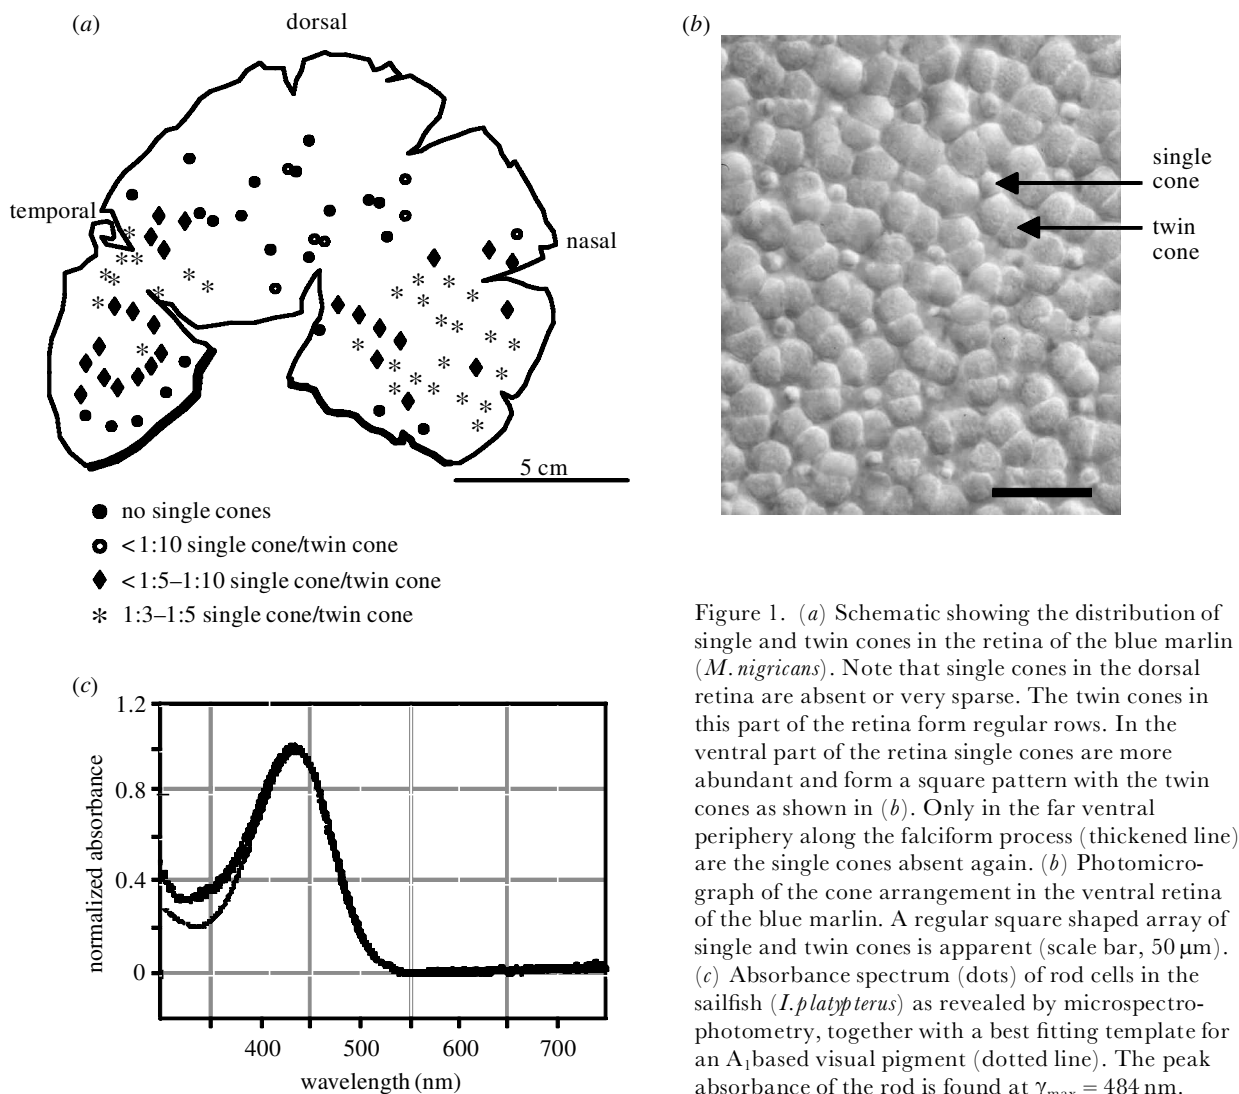 (a)
dorsal
temporal
nasal
5 cm
no single cones
<1:10 single cone/twin cone
<1:5–1:10 single cone/twin cone
1:3–1:5 single cone/twin cone
(b)
single
cone
twin
cone
(c)
1.2
0.8
0.4
0
normalized absorbance
400 500 600 700
wavelength (nm)
Figure 1. (a) Schematic showing the distribution of
single and twin cones in the retina of the blue marlin
(M. nigricans). Note that single cones in the dorsal
retina are absent or very sparse. The twin cones in
this part of the retina form regular rows. In the
ventral part of the retina single cones are more
abundant and form a square pattern with the twin
cones as shown in (b). Only in the far ventral
periphery along the falciform process (thickened line)
are the single cones absent again. (b) Photomicro-
graph of the cone arrangement in the ventral retina
of the blue marlin. A regular square shaped array of
single and twin cones is apparent (scale bar, 50 μm).
(c) Absorbance spectrum (dots) of rod cells in the
sailfish (I. platypterus) as revealed by microspectro-
photometry, together with a best fitting template for
an A₁based visual pigment (dotted line). The peak
absorbance of the rod is found at γmax = 484 nm.